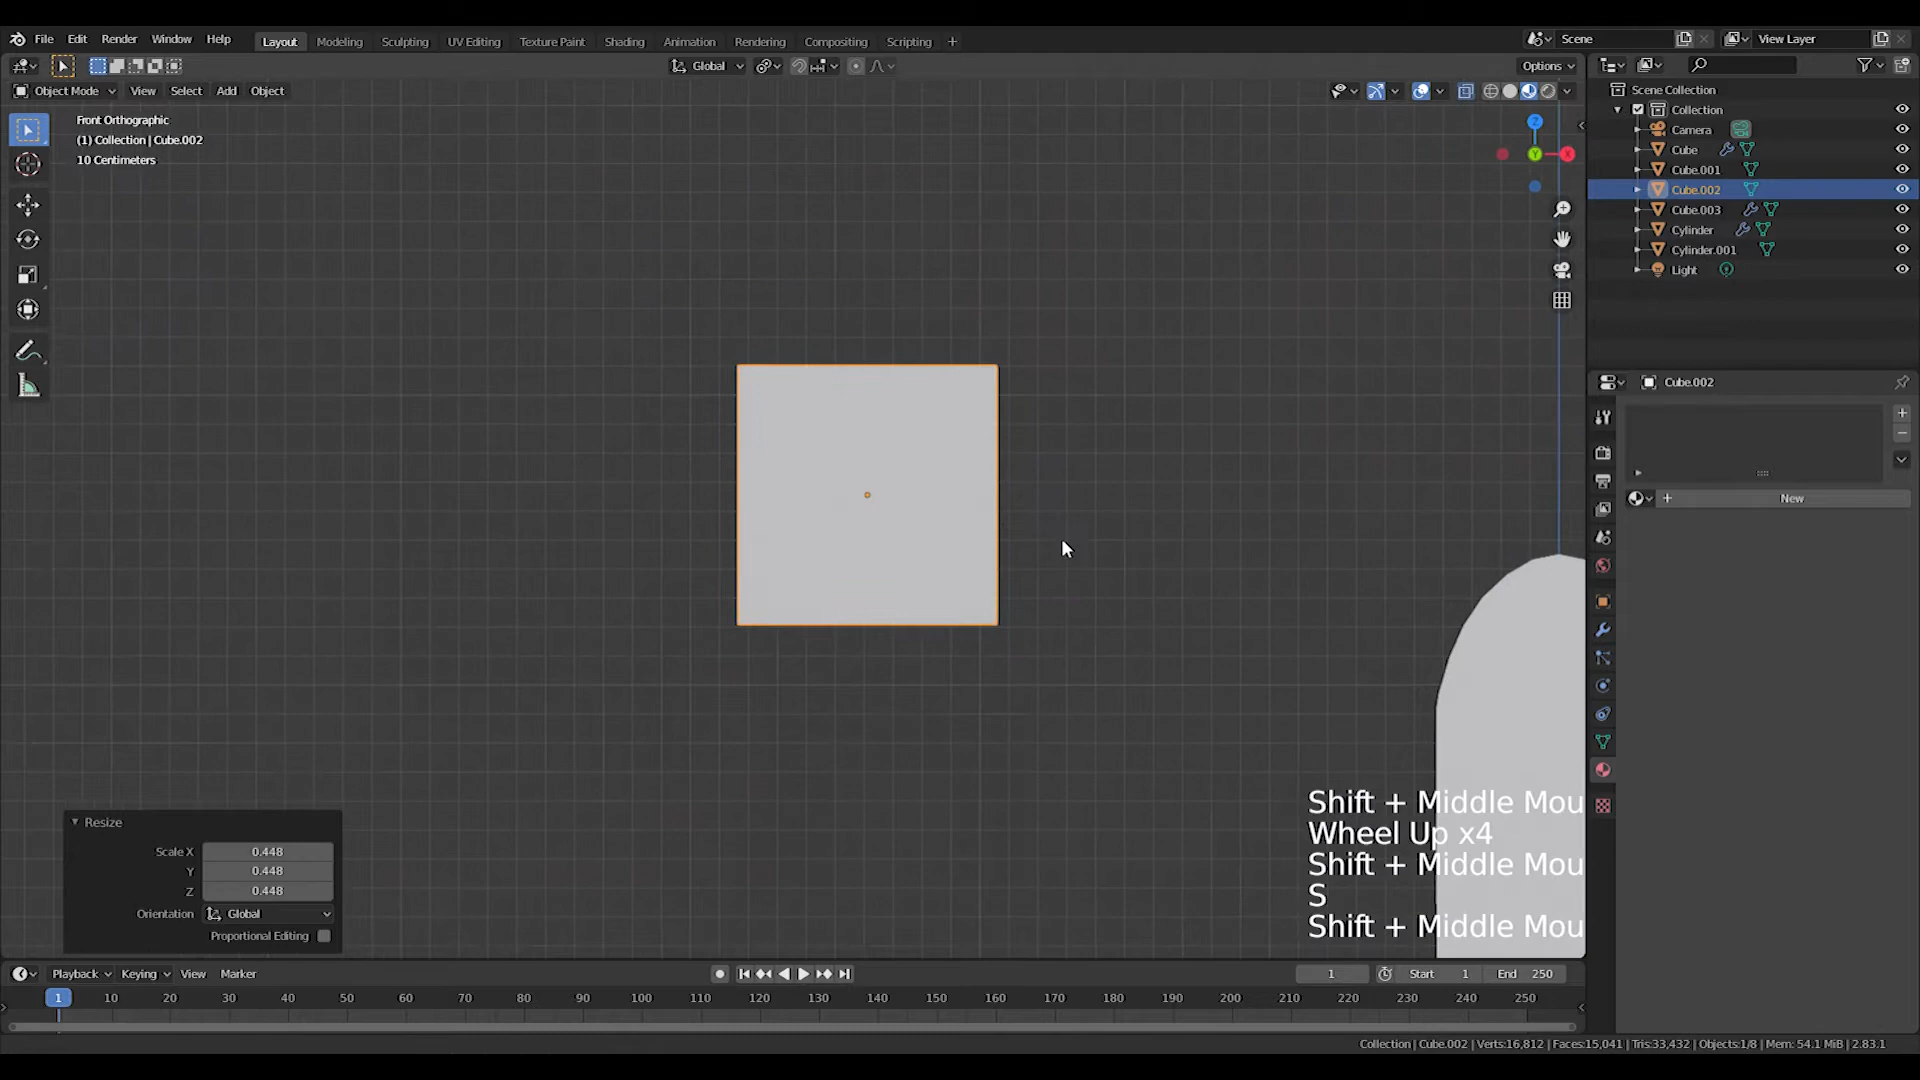 File Edit Render Window Help Layout Modeling Sculpting UV Editing Texture Paint Shading Animation Rendering Compositing Scripting + Scene View Layer
Global Options
Object Mode View Select Add Object
Scene Collection
Front Orthographic
(1) Collection | Cube.002
10 Centimeters
Z
Y
X
Collection
Camera
Cube
Cube.001
Cube.002
Cube.003
Cylinder
Cylinder.001
Light
Cube.002
New
Shift + Middle Mou
Wheel Up x4
Shift + Middle Mou
S
Shift + Middle Mou
Resize
Scale X 0.448
Y 0.448
Z 0.448
Orientation Global
Proportional Editing
Playback Keying View Marker 1 Start 1 End 250
1 10 20 30 40 50 60 70 80 90 100 110 120 130 140 150 160 170 180 190 200 210 220 230 240 250
Collection | Cube.002 | Verts:16,812 | Faces:15,041 | Tris:33,432 | Objects:1/8 | Mem: 54.1 MiB | 2.83.1